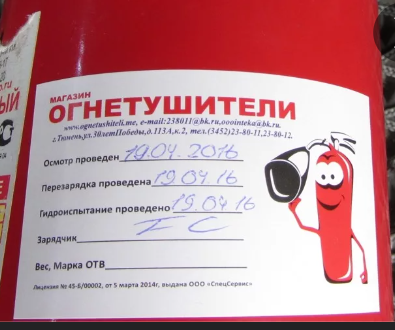 МАГАЗИН
ОГНЕТУШИТЕЛИ
www.ognetushiteli.me, e-mail:238011@bk.ru,ooointeka@bk.ru.
г.Тюмень,ул.30летПобеды,д.113А,к.2, тел.(3452)23-80-11,23-80-12.
Осмотр проведен 19.04.2016
Перезарядка проведена 19.04.16
Гидроиспытание проведено 19.04.16
Зарядчик
Вес, Марка ОТВ
Лицензия № 45-Б/00002, от 5 марта 2014г, выдана ООО «СпецСервис»